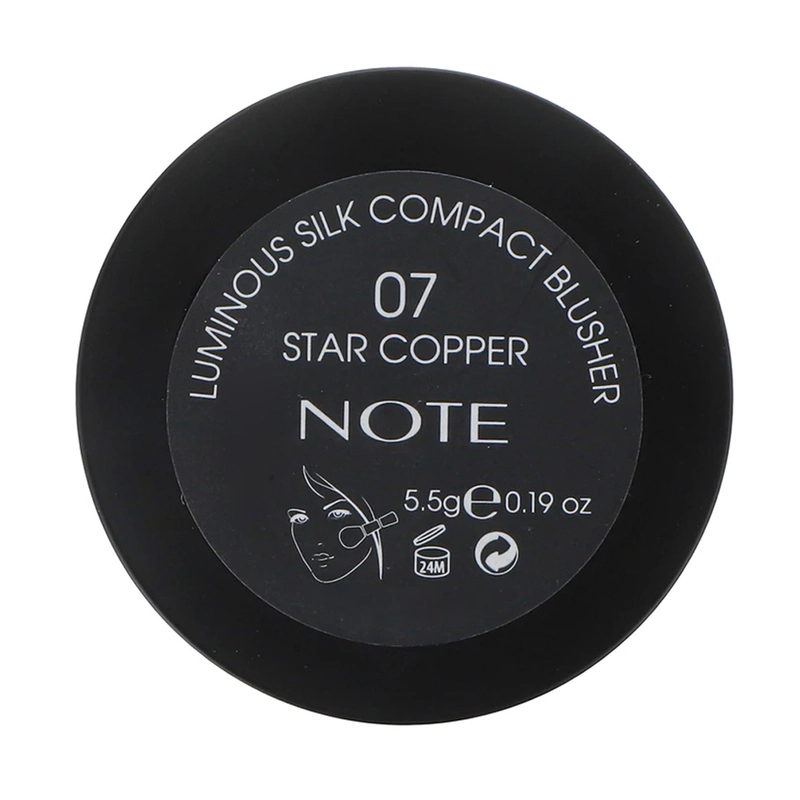 LUMINOUS SILK COMPACT BLUSHER
07
STAR COPPER
NOTE
5.5g ℮ 0.19 oz
24M